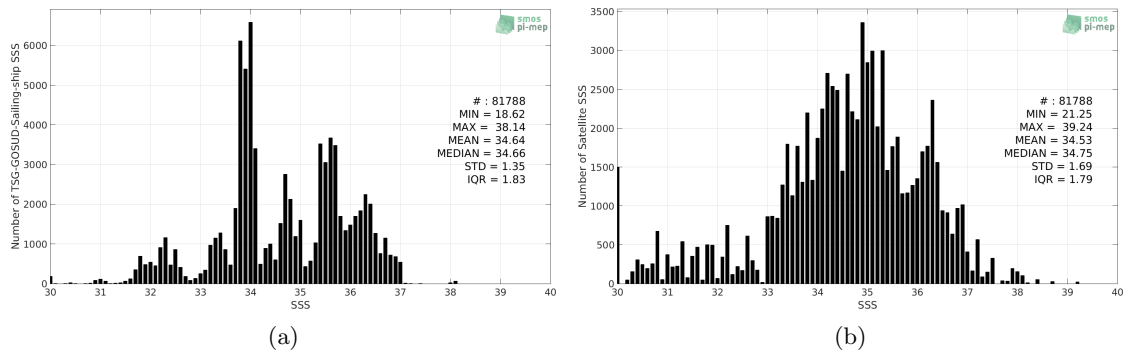 smos
pi-mep
Number of TSG-GOSUD-Sailing-ship SSS
6000
5000
4000
3000
2000
1000
0
# : 81788
MIN = 18.62
MAX = 38.14
MEAN = 34.64
MEDIAN = 34.66
STD = 1.35
IQR = 1.83
30 31 32 33 34 35 36 37 38 39 40
SSS
(a)
smos
pi-mep
Number of Satellite SSS
3500
3000
2500
2000
1500
1000
500
0
# : 81788
MIN = 21.25
MAX = 39.24
MEAN = 34.53
MEDIAN = 34.75
STD = 1.69
IQR = 1.79
30 31 32 33 34 35 36 37 38 39 40
SSS
(b)